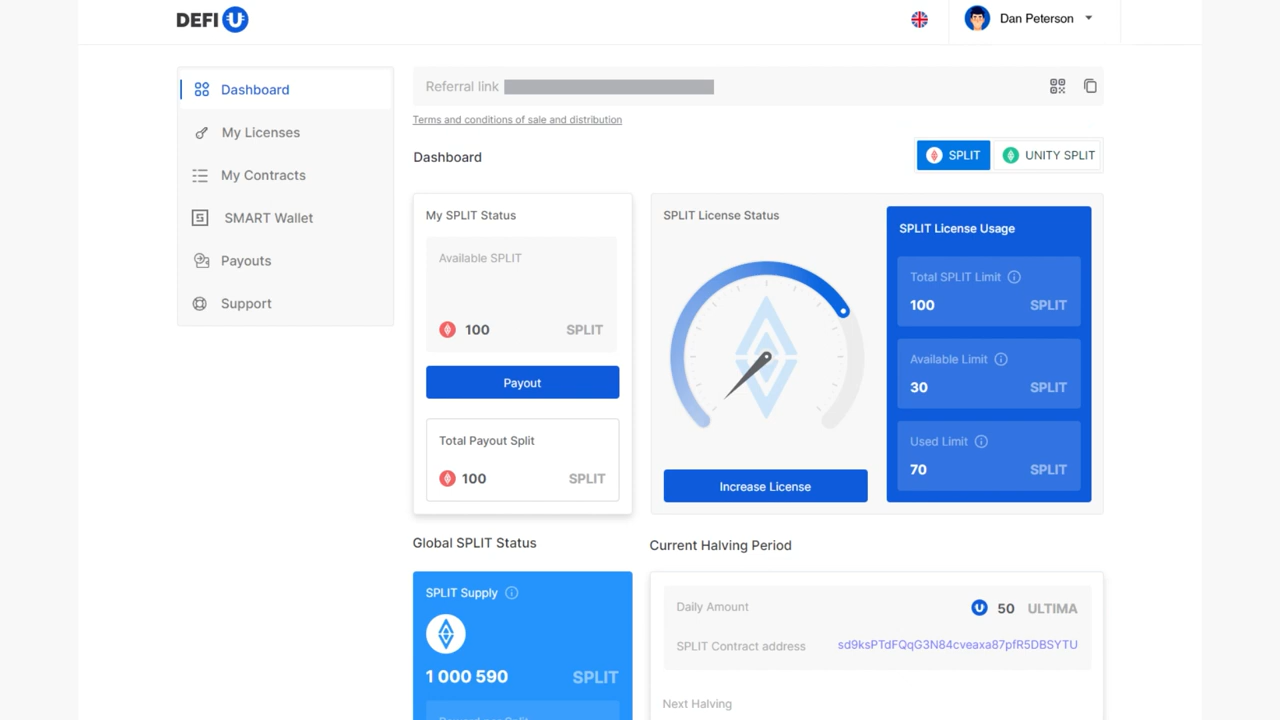 DEFI U
Dan Peterson
Dashboard
My Licenses
My Contracts
SMART Wallet
Payouts
Support
Referral link
Terms and conditions of sale and distribution
Dashboard
SPLIT
UNITY SPLIT
My SPLIT Status
Available SPLIT
100 SPLIT
Payout
Total Payout Split
100 SPLIT
SPLIT License Status
Increase License
SPLIT License Usage
Total SPLIT Limit
100 SPLIT
Available Limit
30 SPLIT
Used Limit
70 SPLIT
Global SPLIT Status
SPLIT Supply
1 000 590 SPLIT
Current Halving Period
Daily Amount 50 ULTIMA
SPLIT Contract address sd9ksPTdFQqG3N84cveaxa87pfR5DBSYTU
Next Halving